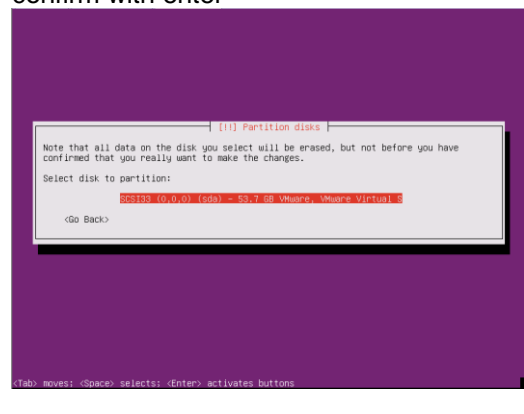 confirm with enter
[!!] Partition disks
Note that all data on the disk you select will be erased, but not before you have
confirmed that you really want to make the changes.
Select disk to partition:
SCSI33 (0,0,0) (sda) - 53.7 GB VMware, VMware Virtual S
<Go Back>
<Tab> moves; <Space> selects; <Enter> activates buttons